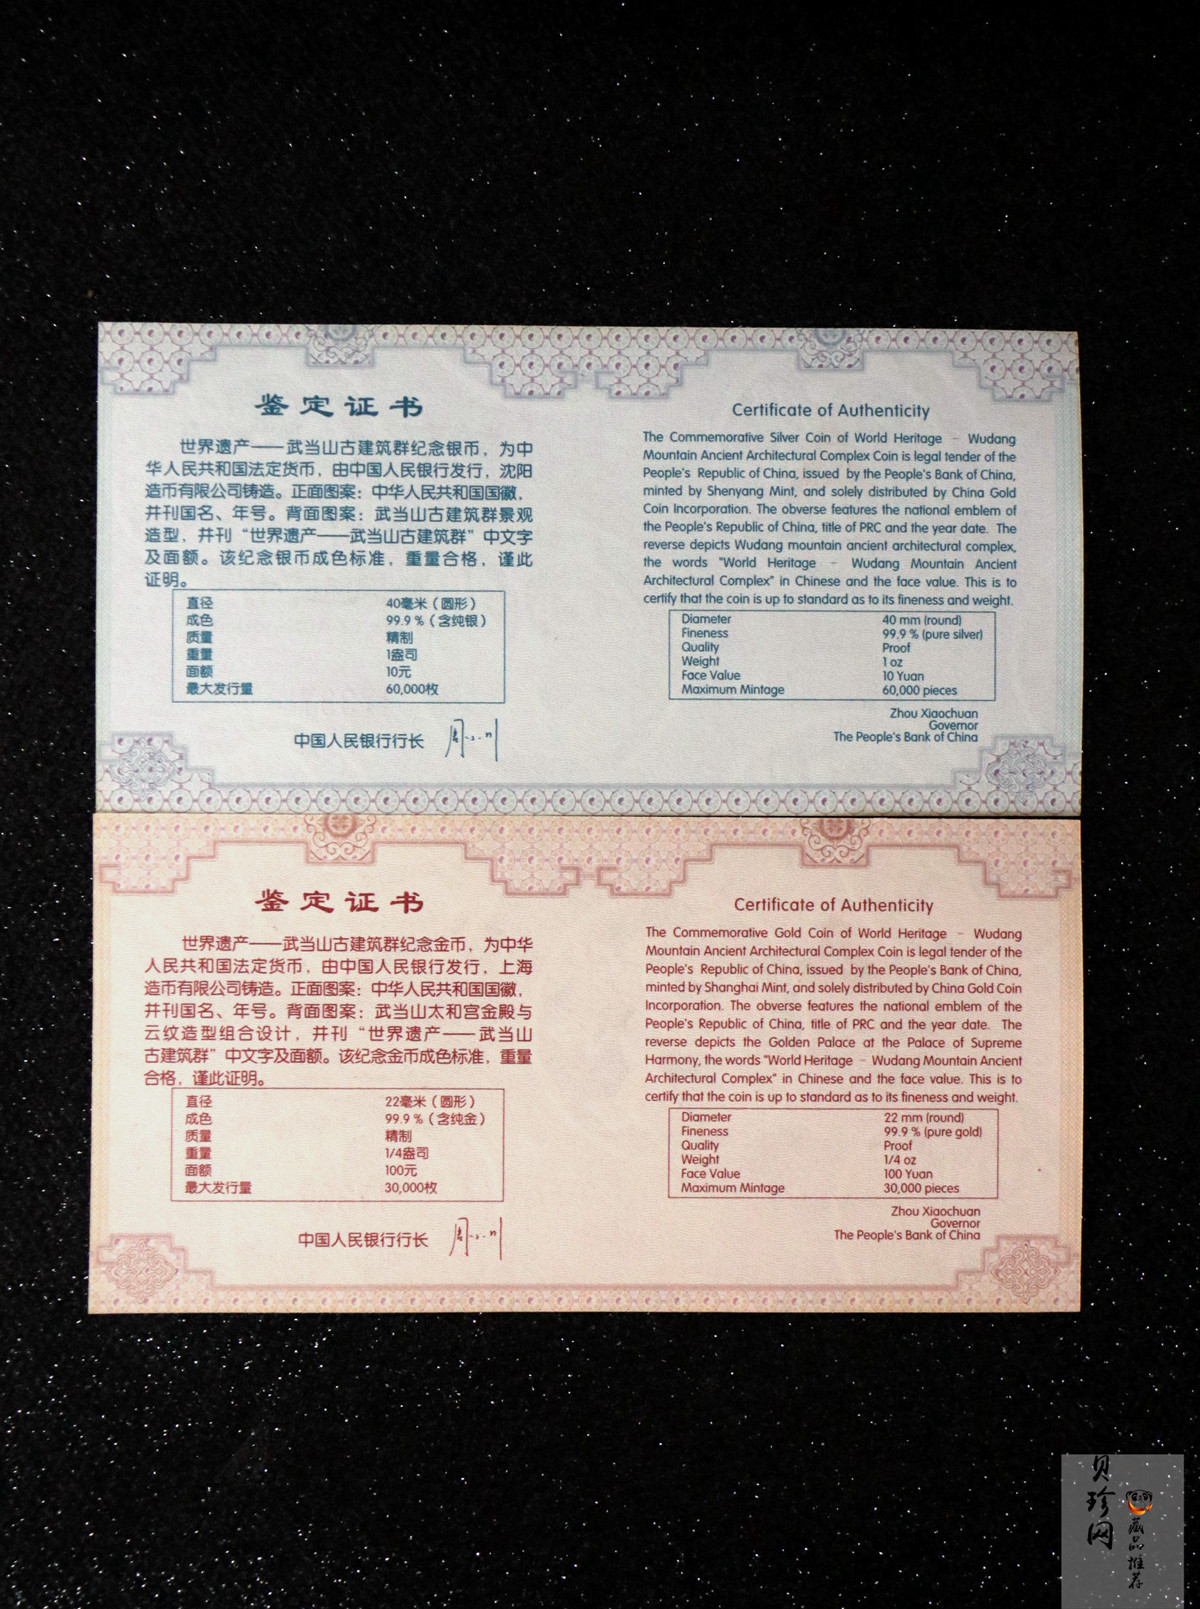 鉴定证书
世界遗产——武当山古建筑群纪念银币，为中
华人民共和国法定货币，由中国人民银行发行，沈阳
造币有限公司铸造。正面图案：中华人民共和国国徽，
并刊国名、年号。背面图案：武当山古建筑群景观
造型，并刊“世界遗产——武当山古建筑群”中文字
及面额。该纪念银币成色标准，重量合格，谨此
证明。
直径 40毫米（圆形）
成色 99.9％（含纯银）
质量 精制
重量 1盎司
面额 10元
最大发行量 60,000枚
中国人民银行行长 周小川
Certificate of Authenticity
The Commemorative Silver Coin of World Heritage – Wudang
Mountain Ancient Architectural Complex Coin is legal tender of the
People's Republic of China, issued by the People's Bank of China,
minted by Shenyang Mint, and solely distributed by China Gold
Coin Incorporation. The obverse features the national emblem of
the People's Republic of China, title of PRC and the year date. The
reverse depicts Wudang mountain ancient architectural complex,
the words "World Heritage – Wudang Mountain Ancient
Architectural Complex" in Chinese and the face value. This is to
certify that the coin is up to standard as to its fineness and weight.
Diameter 40 mm (round)
Fineness 99.9 % (pure silver)
Quality Proof
Weight 1 oz
Face Value 10 Yuan
Maximum Mintage 60,000 pieces
Zhou Xiaochuan
Governor
The People's Bank of China
鉴定证书
世界遗产——武当山古建筑群纪念金币，为中华
人民共和国法定货币，由中国人民银行发行，上海
造币有限公司铸造。正面图案：中华人民共和国国徽，
并刊国名、年号。背面图案：武当山太和宫金殿与
云纹造型组合设计，并刊“世界遗产——武当山
古建筑群”中文字及面额。该纪念金币成色标准，重量
合格，谨此证明。
直径 22毫米（圆形）
成色 99.9％（含纯金）
质量 精制
重量 1/4盎司
面额 100元
最大发行量 30,000枚
中国人民银行行长 周小川
Certificate of Authenticity
The Commemorative Gold Coin of World Heritage – Wudang
Mountain Ancient Architectural Complex Coin is legal tender of the
People's Republic of China, issued by the People's Bank of China,
minted by Shanghai Mint, and solely distributed by China Gold Coin
Incorporation. The obverse features the national emblem of the
People's Republic of China, title of PRC and the year date. The
reverse depicts the Golden Palace at the Palace of Supreme
Harmony, the words "World Heritage – Wudang Mountain Ancient
Architectural Complex" in Chinese and the face value. This is to
certify that the coin is up to standard as to its fineness and weight.
Diameter 22 mm (round)
Fineness 99.9 % (pure gold)
Quality Proof
Weight 1/4 oz
Face Value 100 Yuan
Maximum Mintage 30,000 pieces
Zhou Xiaochuan
Governor
The People's Bank of China
贝珍网
藏品推荐